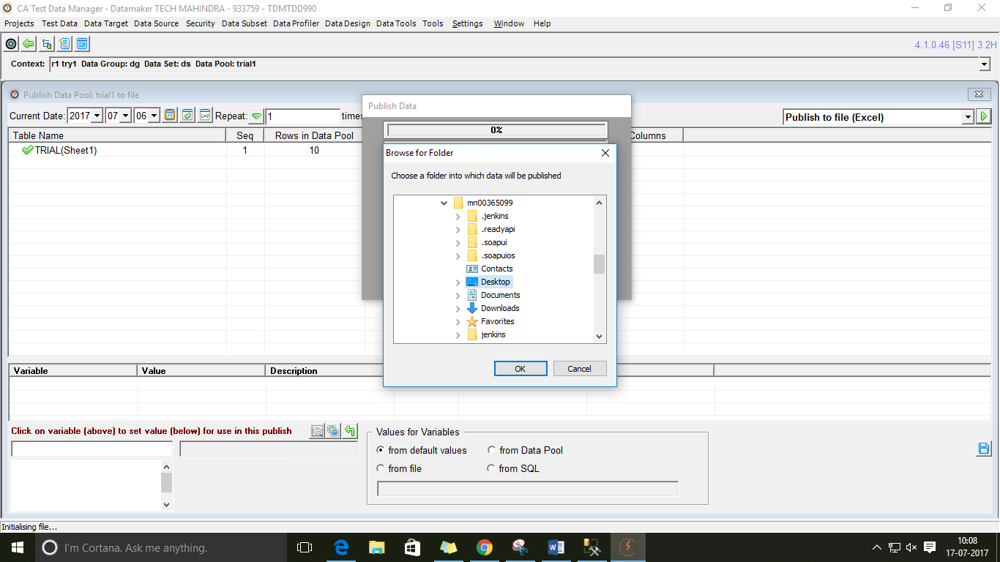 CA Test Data Manager - Datamaker TECH MAHINDRA - 933759 - TDMTDD990
Projects Test Data Data Target Data Source Security Data Subset Data Profiler Data Design Data Tools Tools Settings Window Help
4.1.0.46 [S11] 3.2H
Context: r1 try1 Data Group: dg Data Set: ds Data Pool: trial1
Publish Data Pool: trial1 to file
Current Date: 2017 07 06 LoV Repeat: 1 times
Publish to file (Excel)
Table Name Seq Rows in Data Pool Columns
TRIAL(Sheet1) 1 10
Publish Data
0%
Browse for Folder
Choose a folder into which data will be published
mn00365099
.jenkins
.readyapi
.soapui
.soapuios
Contacts
Desktop
Documents
Downloads
Favorites
jenkins
OK Cancel
Variable Value Description
Click on variable (above) to set value (below) for use in this publish
Values for Variables
from default values from Data Pool
from file from SQL
Initialising file...
I'm Cortana. Ask me anything.
10:08
17-07-2017